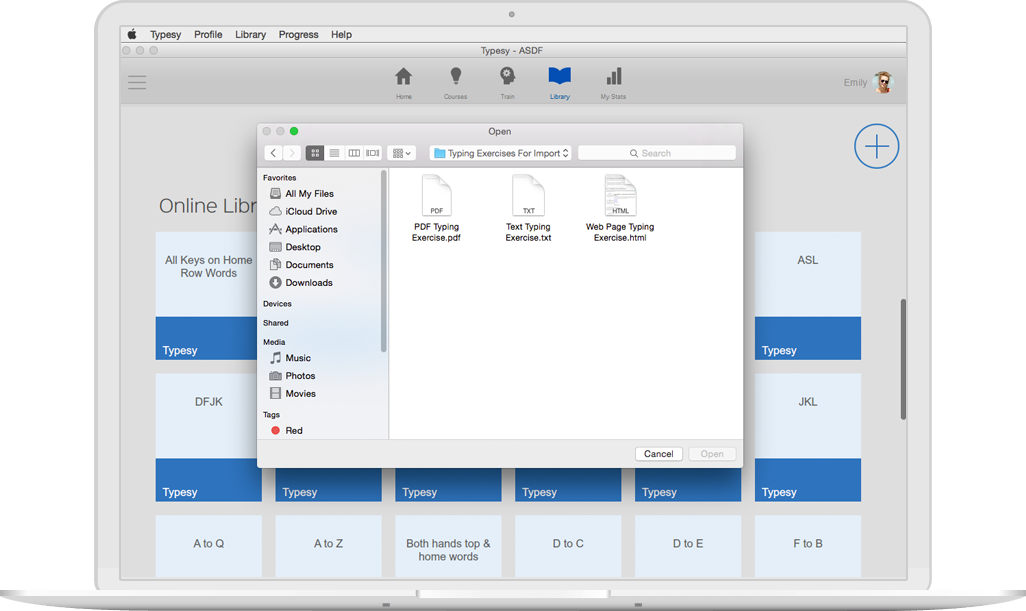 Typesy Profile Library Progress Help
Typesy - ASDF
Home Courses Train Library My Stats
Emily
Open
Typing Exercises For Import
Search
Favorites
All My Files
iCloud Drive
Applications
Desktop
Documents
Downloads
Devices
Shared
Media
Music
Photos
Movies
Tags
Red
PDF
PDF Typing
Exercise.pdf
TXT
Text Typing
Exercise.txt
HTML
Web Page Typing
Exercise.html
Cancel Open
Online Libr
All Keys on Home
Row Words
Typesy
ASL
Typesy
DFJK
Typesy
Typesy
Typesy
Typesy
Typesy
JKL
Typesy
A to Q
A to Z
Both hands top &
home words
D to C
D to E
F to B